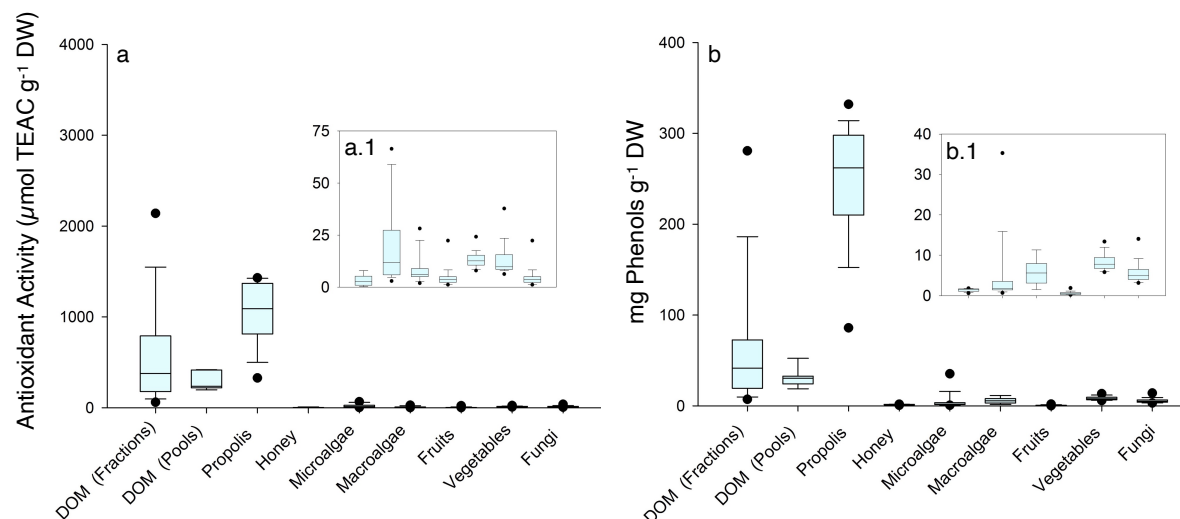 Antioxidant Activity (µmol TEAC g-1 DW)
a
4000
3000
2000
1000
0
a.1
75
50
25
0
DOM (Fractions)
DOM (Pools)
Propolis
Honey
Microalgae
Macroalgae
Fruits
Vegetables
Fungi
mg Phenols g-1 DW
b
400
300
200
100
0
b.1
40
30
20
10
0
DOM (Fractions)
DOM (Pools)
Propolis
Honey
Microalgae
Macroalgae
Fruits
Vegetables
Fungi